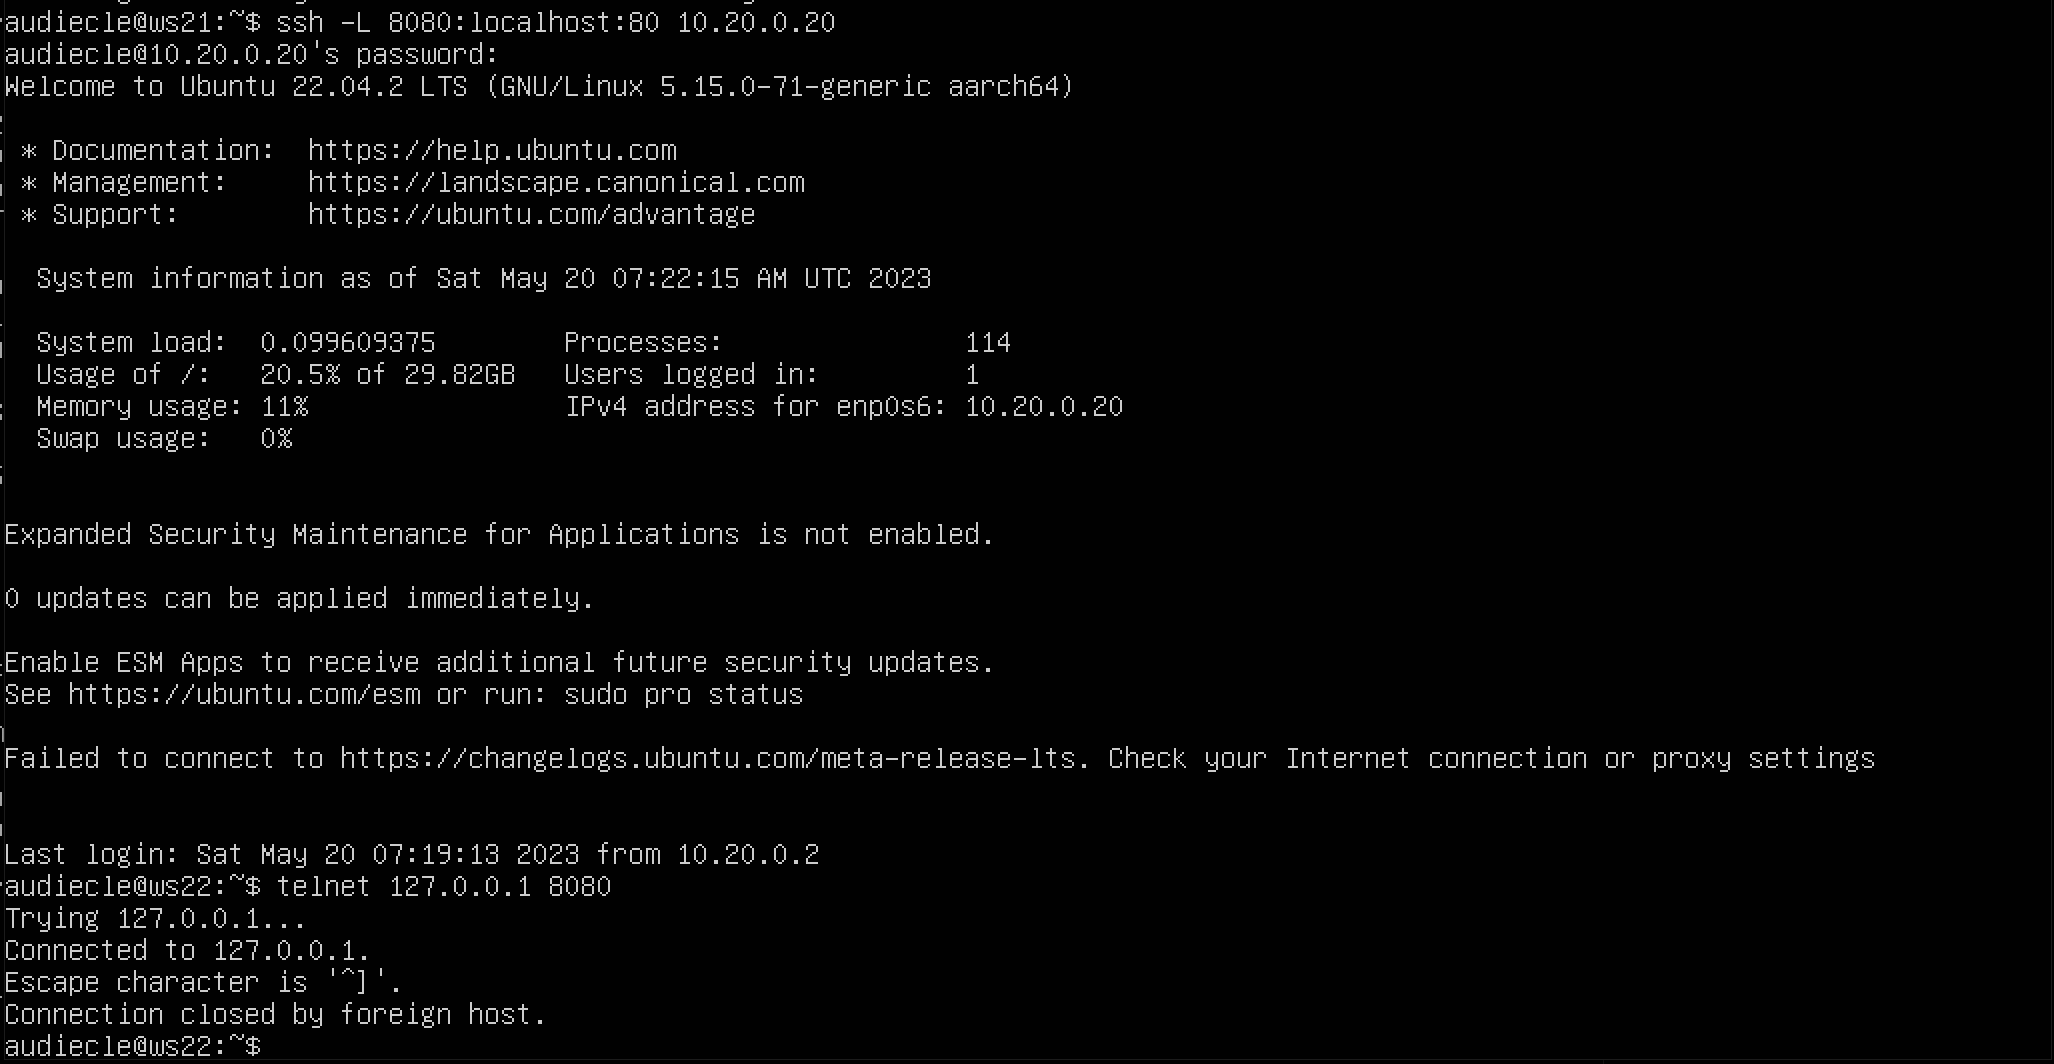 audiecle@ws21:~$ ssh -L 8080:localhost:80 10.20.0.20
audiecle@10.20.0.20's password:
Welcome to Ubuntu 22.04.2 LTS (GNU/Linux 5.15.0-71-generic aarch64)
* Documentation:  https://help.ubuntu.com
* Management:     https://landscape.canonical.com
* Support:        https://ubuntu.com/advantage
System information as of Sat May 20 07:22:15 AM UTC 2023
System load:  0.099609375        Processes:               114
Usage of /:   20.5% of 29.82GB   Users logged in:         1
Memory usage: 11%                IPv4 address for enp0s6: 10.20.0.20
Swap usage:   0%
Expanded Security Maintenance for Applications is not enabled.
0 updates can be applied immediately.
Enable ESM Apps to receive additional future security updates.
See https://ubuntu.com/esm or run: sudo pro status
Failed to connect to https://changelogs.ubuntu.com/meta-release-lts. Check your Internet connection or proxy settings
Last login: Sat May 20 07:19:13 2023 from 10.20.0.2
audiecle@ws22:~$ telnet 127.0.0.1 8080
Trying 127.0.0.1...
Connected to 127.0.0.1.
Escape character is '^]'.
Connection closed by foreign host.
audiecle@ws22:~$